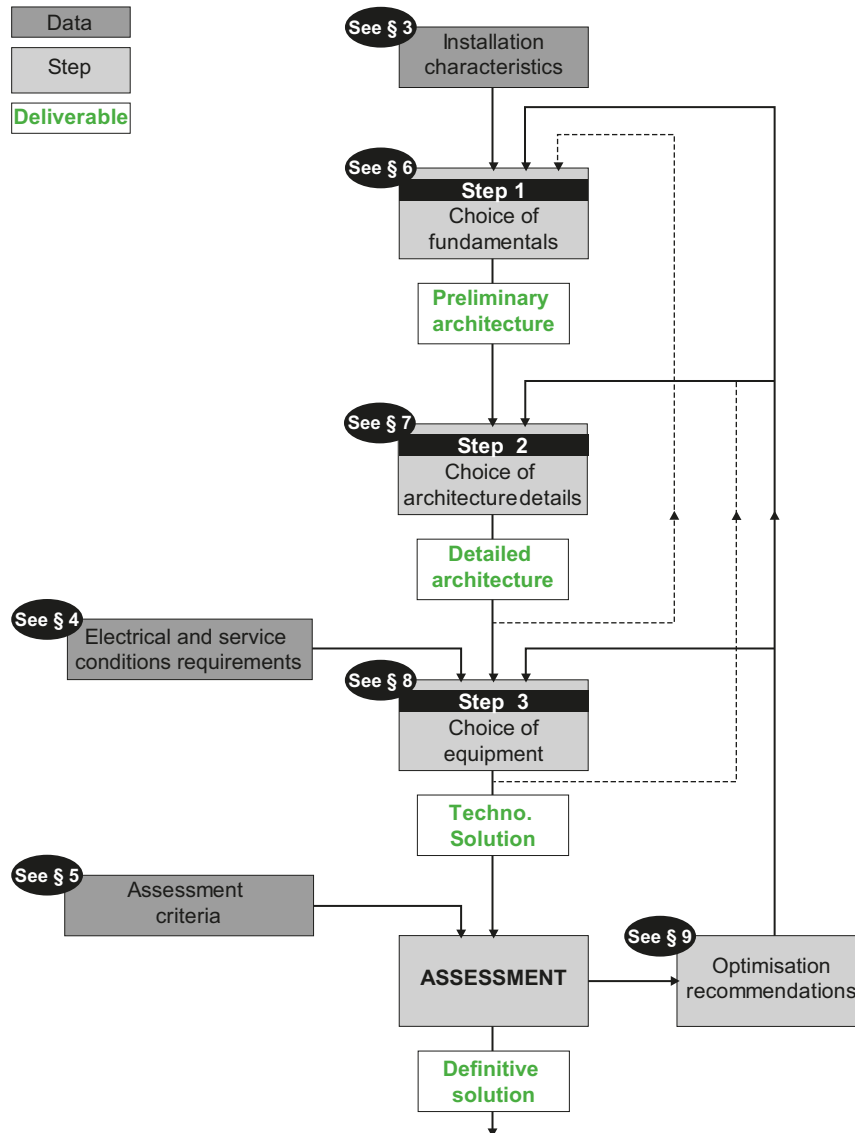 Data
Step
Deliverable
See § 3
Installation
characteristics
See § 6
Step 1
Choice of
fundamentals
Preliminary
architecture
See § 7
Step 2
Choice of
architecture details
Detailed
architecture
See § 4
Electrical and service
conditions requirements
See § 8
Step 3
Choice of
equipment
Techno.
Solution
See § 5
Assessment
criteria
ASSESSMENT
See § 9
Optimisation
recommendations
Definitive
solution